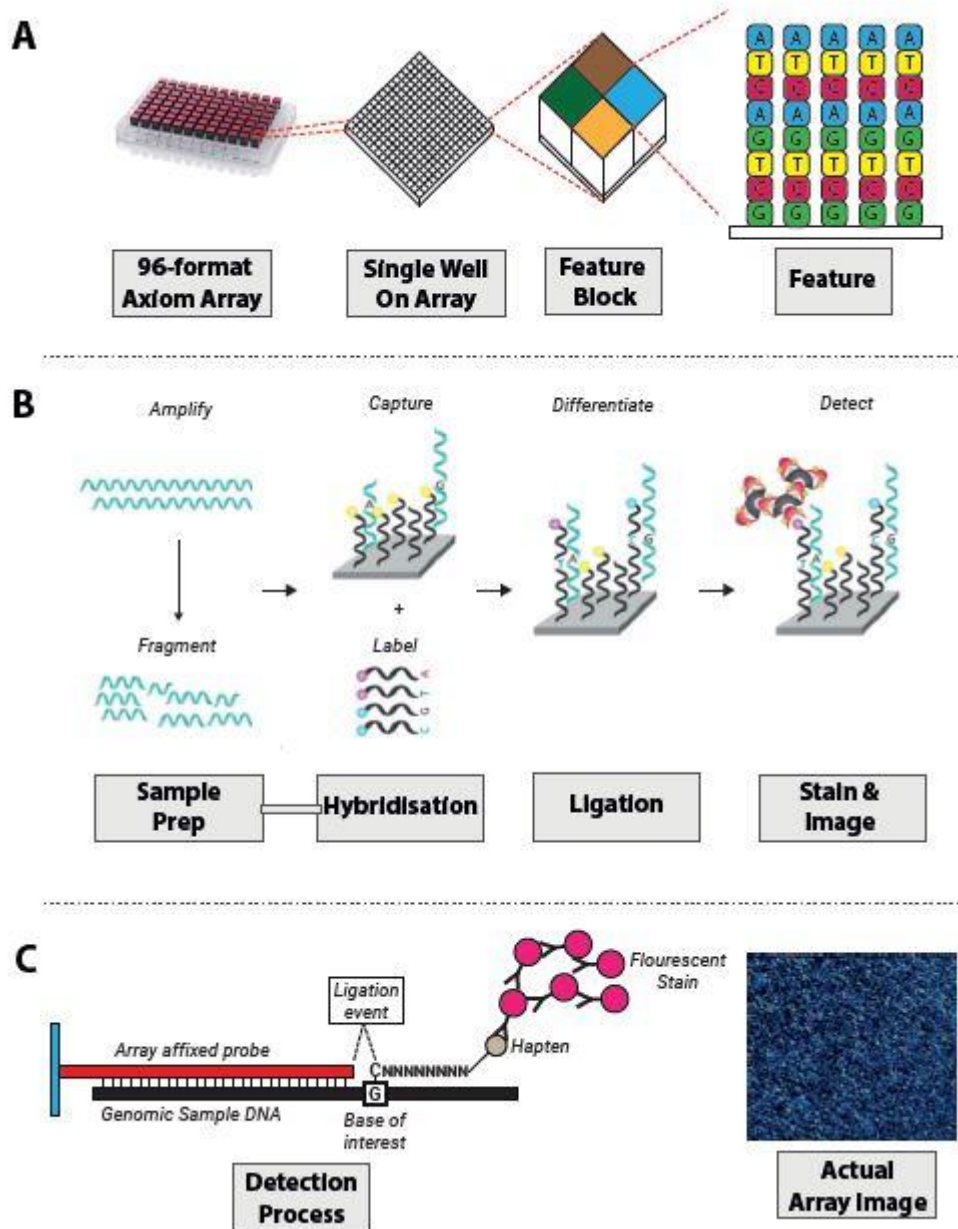 A
A A A A A
T T T T T
C C C C C
A A A A A
G G G G G
T T T T T
C C C C C
G G G G G
96-format
Axiom Array
Single Well
On Array
Feature
Block
Feature
B
Amplify
Capture
Differentiate
Detect
G
A
T A
G
T A
G
+
Fragment
Label
A
T
G
C
Sample
Prep
Hybridisation
Ligation
Stain &
Image
C
Flourescent
Stain
Ligation
event
Hapten
Array affixed probe
CNNNNNNNNN
G
Genomic Sample DNA
Base of
interest
Detection
Process
Actual
Array Image